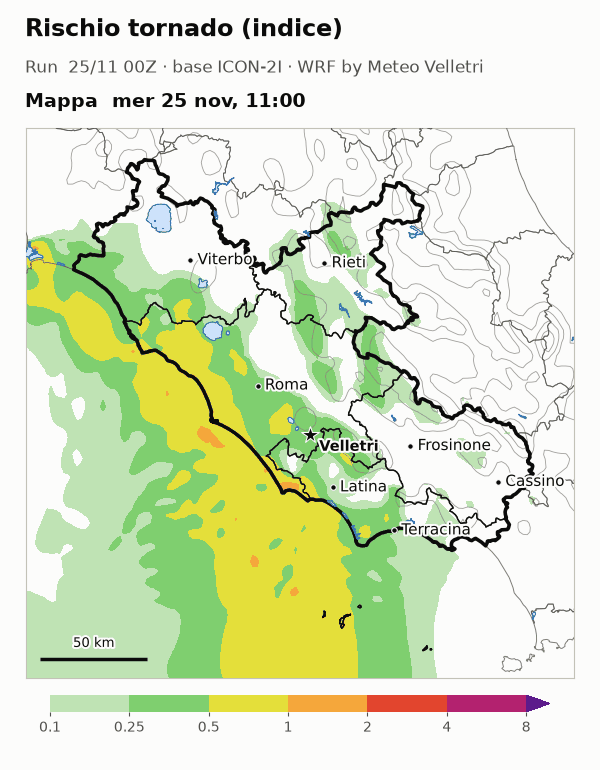 Rischio tornado (indice)
Run 25/11 00Z · base ICON-2I · WRF by Meteo Velletri
Mappa mer 25 nov, 11:00
Viterbo
Rieti
Roma
Velletri
Frosinone
Cassino
Latina
Terracina
50 km
0.1 0.25 0.5 1 2 4 8